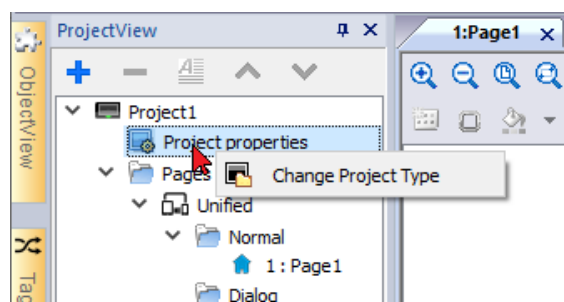 ProjectView
1:Page1
ObjectView
Project1
Project properties
Change Project Type
Pages
Unified
Normal
1 : Page1
Dialog
Tag